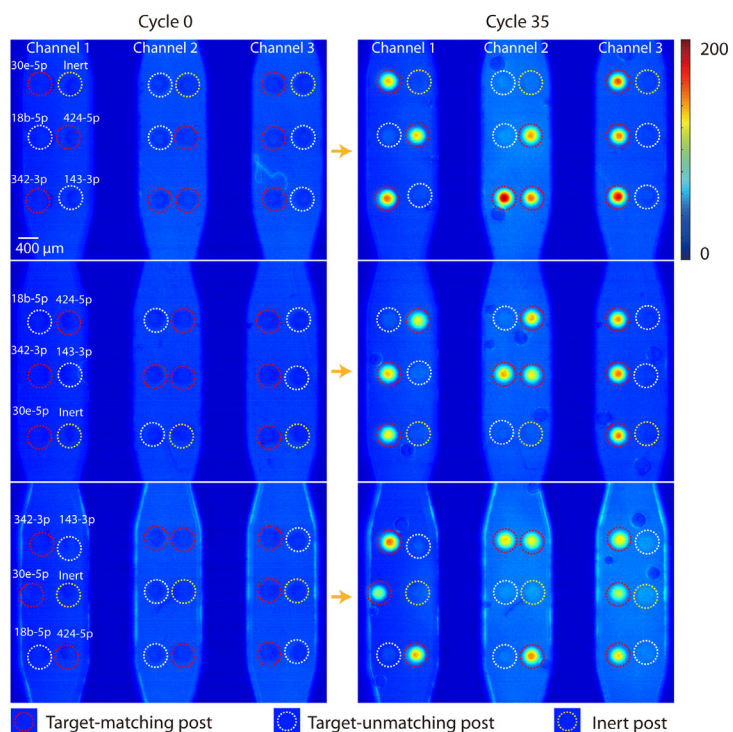 Cycle 0 Cycle 35
Channel 1 Channel 2 Channel 3 Channel 1 Channel 2 Channel 3 200
30e-5p Inert
18b-5p 424-5p
342-3p 143-3p
400 μm 0
18b-5p 424-5p
342-3p 143-3p
30e-5p Inert
342-3p 143-3p
30e-5p Inert
18b-5p 424-5p
Target-matching post Target-unmatching post Inert post